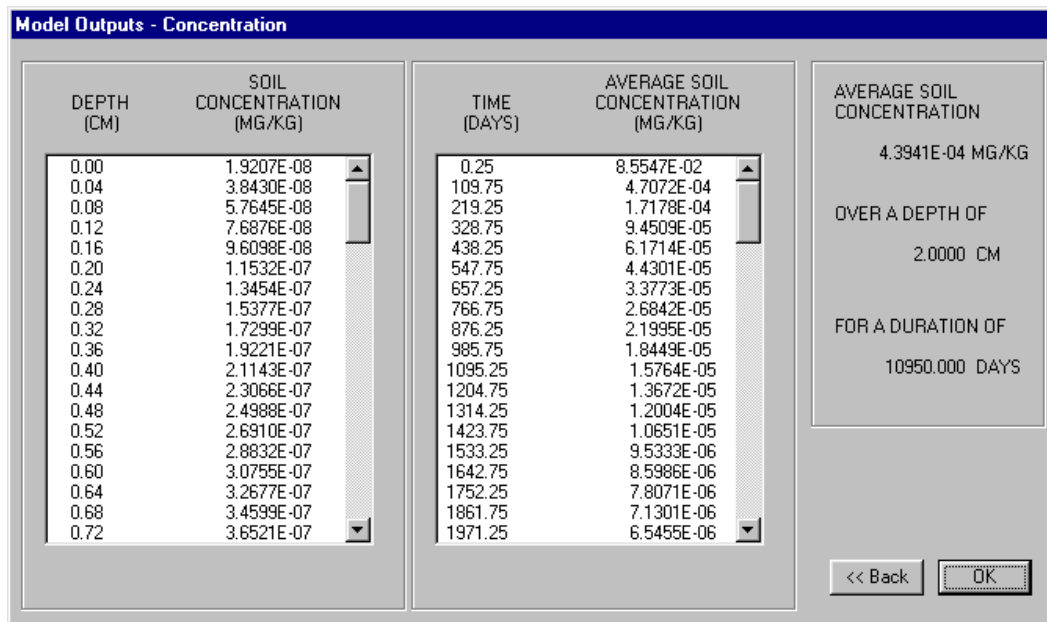 Model Outputs - Concentration
DEPTH (CM) SOIL CONCENTRATION (MG/KG)
0.00 1.9207E-08
0.04 3.8430E-08
0.08 5.7645E-08
0.12 7.6876E-08
0.16 9.6098E-08
0.20 1.1532E-07
0.24 1.3454E-07
0.28 1.5377E-07
0.32 1.7299E-07
0.36 1.9221E-07
0.40 2.1143E-07
0.44 2.3066E-07
0.48 2.4988E-07
0.52 2.6910E-07
0.56 2.8832E-07
0.60 3.0755E-07
0.64 3.2677E-07
0.68 3.4599E-07
0.72 3.6521E-07
TIME (DAYS) AVERAGE SOIL CONCENTRATION (MG/KG)
0.25 8.5547E-02
109.75 4.7072E-04
219.25 1.7178E-04
328.75 9.4509E-05
438.25 6.1714E-05
547.75 4.4301E-05
657.25 3.3773E-05
766.75 2.6842E-05
876.25 2.1995E-05
985.75 1.8449E-05
1095.25 1.5764E-05
1204.75 1.3672E-05
1314.25 1.2004E-05
1423.75 1.0651E-05
1533.25 9.5333E-06
1642.75 8.5986E-06
1752.25 7.8071E-06
1861.75 7.1301E-06
1971.25 6.5455E-06
AVERAGE SOIL
CONCENTRATION
4.3941E-04 MG/KG
OVER A DEPTH OF
2.0000 CM
FOR A DURATION OF
10950.000 DAYS
<< Back
OK